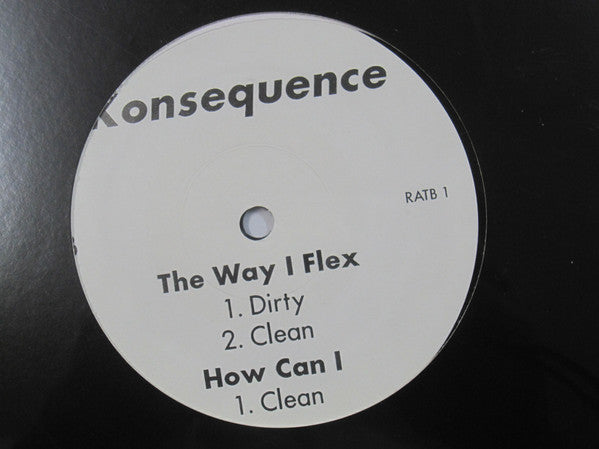 Konsequence
RATB 1
The Way I Flex
1. Dirty
2. Clean
How Can I
1. Clean